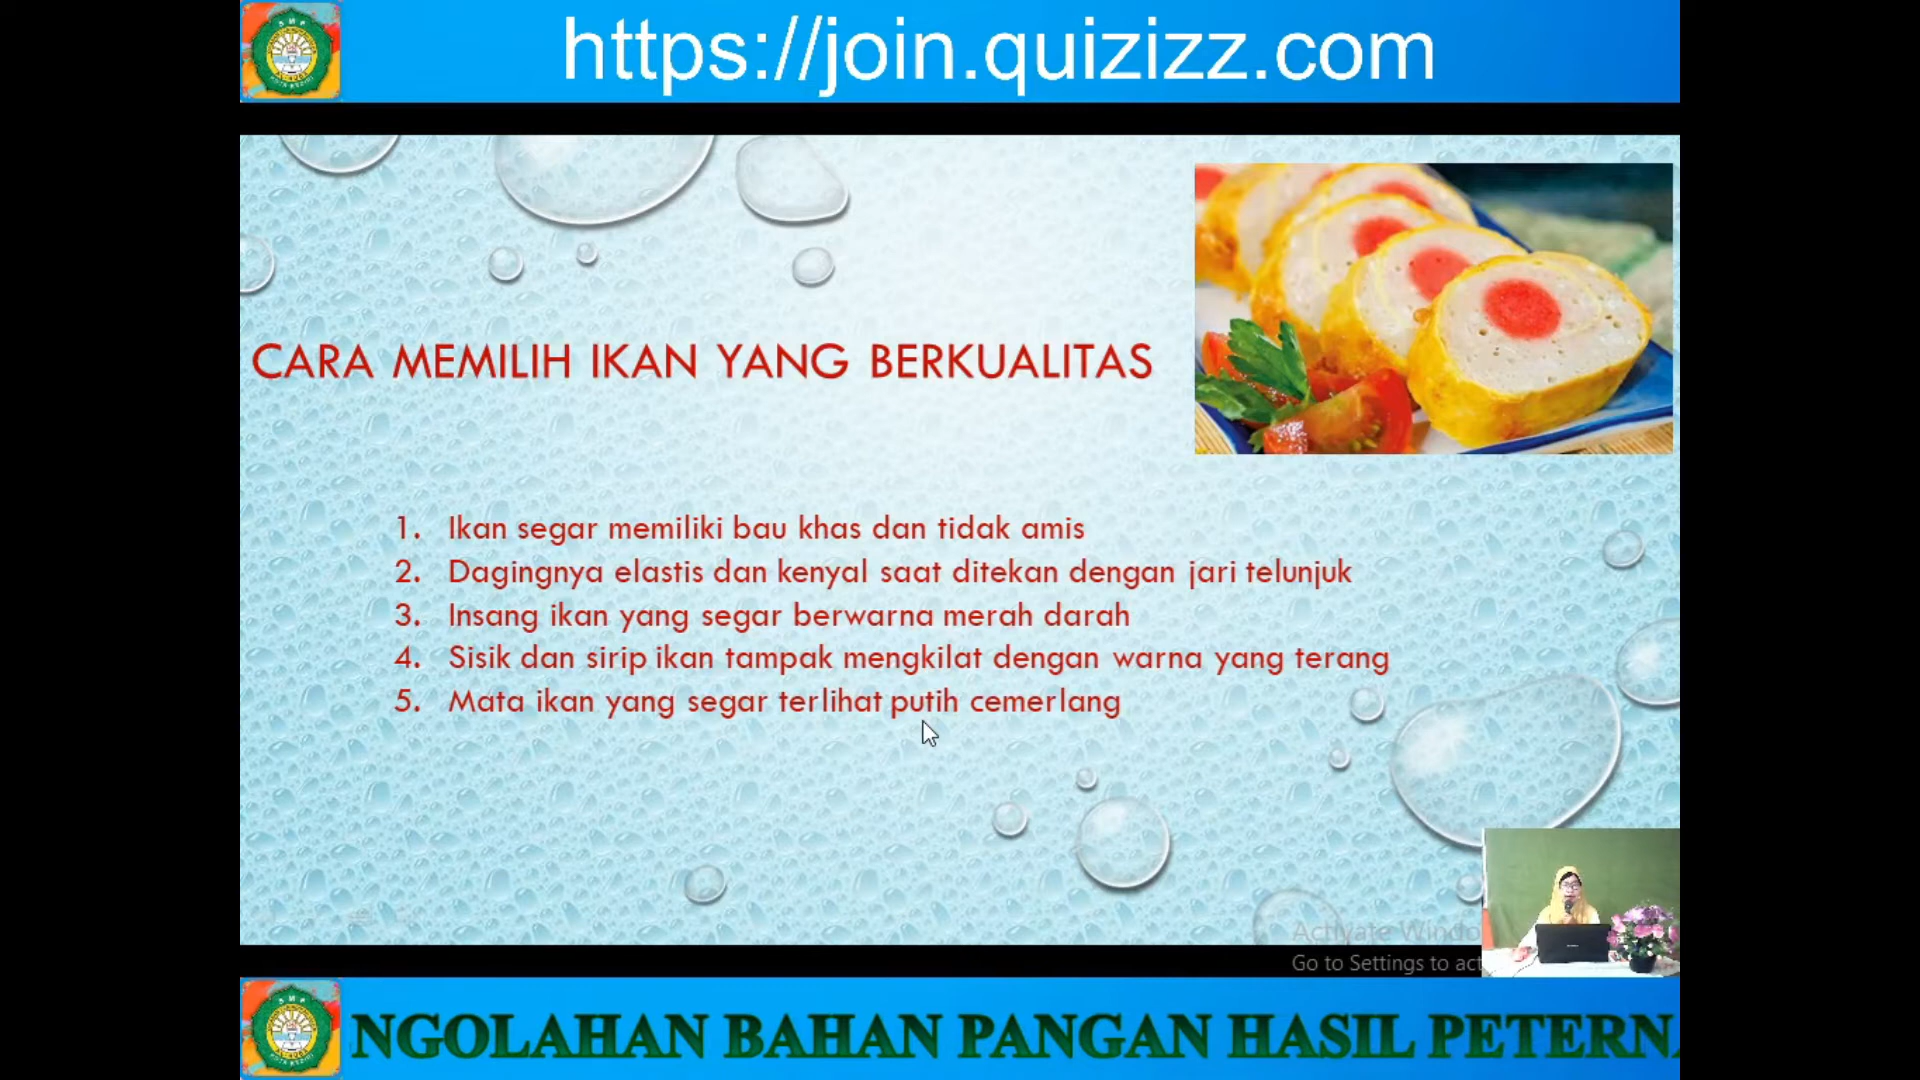 https://join.quizizz.com
CARA MEMILIH IKAN YANG BERKUALITAS
1. Ikan segar memiliki bau khas dan tidak amis
2. Dagingnya elastis dan kenyal saat ditekan dengan jari telunjuk
3. Insang ikan yang segar berwarna merah darah
4. Sisik dan sirip ikan tampak mengkilat dengan warna yang terang
5. Mata ikan yang segar terlihat putih cemerlang
Activate Windo
Go to Settings to act
NGOLAHAN BAHAN PANGAN HASIL PETERNA